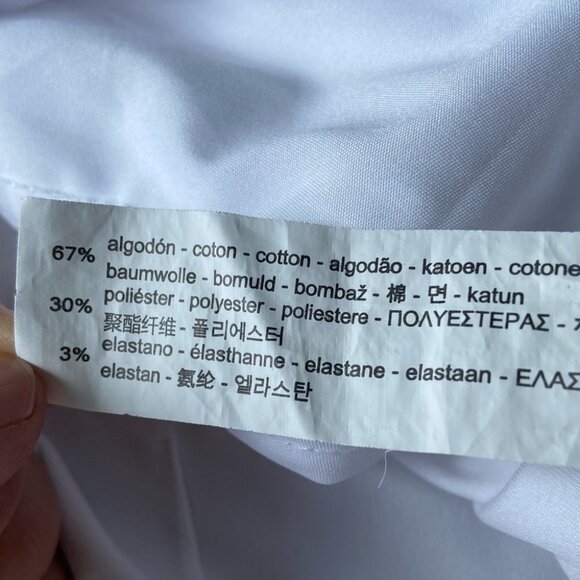 67% algodón - coton - cotton - algodão - katoen - cotone
baumwolle - bomuld - bombaž - 棉 - 면 - katun
30% poliéster - polyester - poliestere - ΠΟΛΥΕΣΤΕΡΑΣ -
聚酯纤维 - 폴리에스터
3% elastano - élasthanne - elastane - elastaan - ΕΛΑΣ
elastan - 氨纶 - 엘라스탄